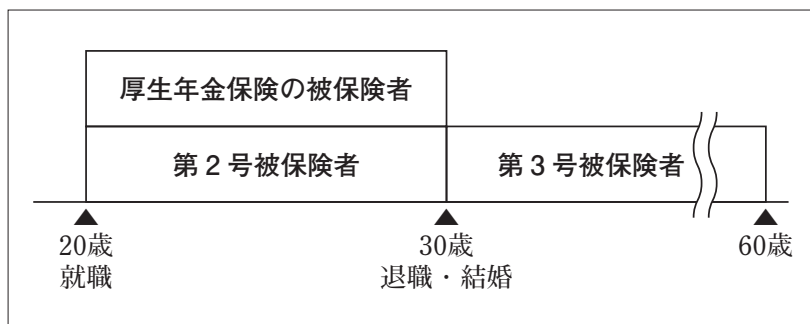 厚生年金保険の被保険者
第2号被保険者
第3号被保険者
20歳
就職
30歳
退職・結婚
60歳